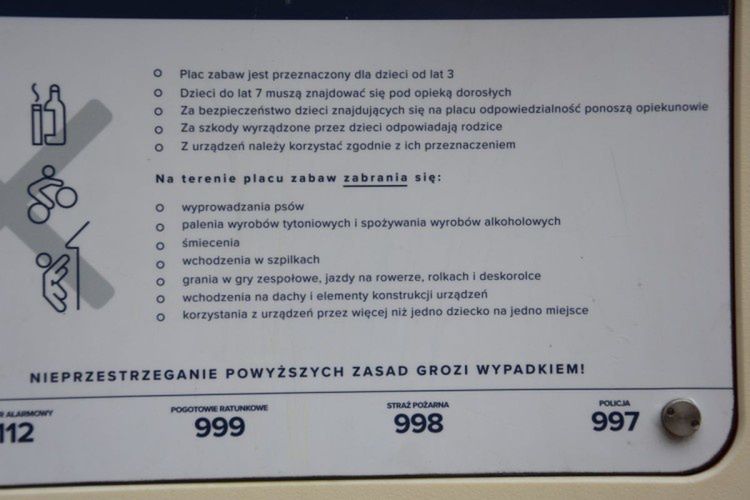 Plac zabaw jest przeznaczony dla dzieci od lat 3
Dzieci do lat 7 muszą znajdować się pod opieką dorosłych
Za bezpieczeństwo dzieci znajdujących się na placu odpowiedzialność ponoszą opiekunowie
Za szkody wyrządzone przez dzieci odpowiadają rodzice
Z urządzeń należy korzystać zgodnie z ich przeznaczeniem
Na terenie placu zabaw zabrania się:
wyprowadzania psów
palenia wyrobów tytoniowych i spożywania wyrobów alkoholowych
śmiecenia
wchodzenia w szpilkach
grania w gry zespołowe, jazdy na rowerze, rolkach i deskorolce
wchodzenia na dachy i elementy konstrukcji urządzeń
korzystania z urządzeń przez więcej niż jedno dziecko na jedno miejsce
NIEPRZESTRZEGANIE POWYŻSZYCH ZASAD GROZI WYPADKIEM!
R ALARMOWY POGOTOWIE RATUNKOWE STRAŻ POŻARNA POLICJA
112 999 998 997